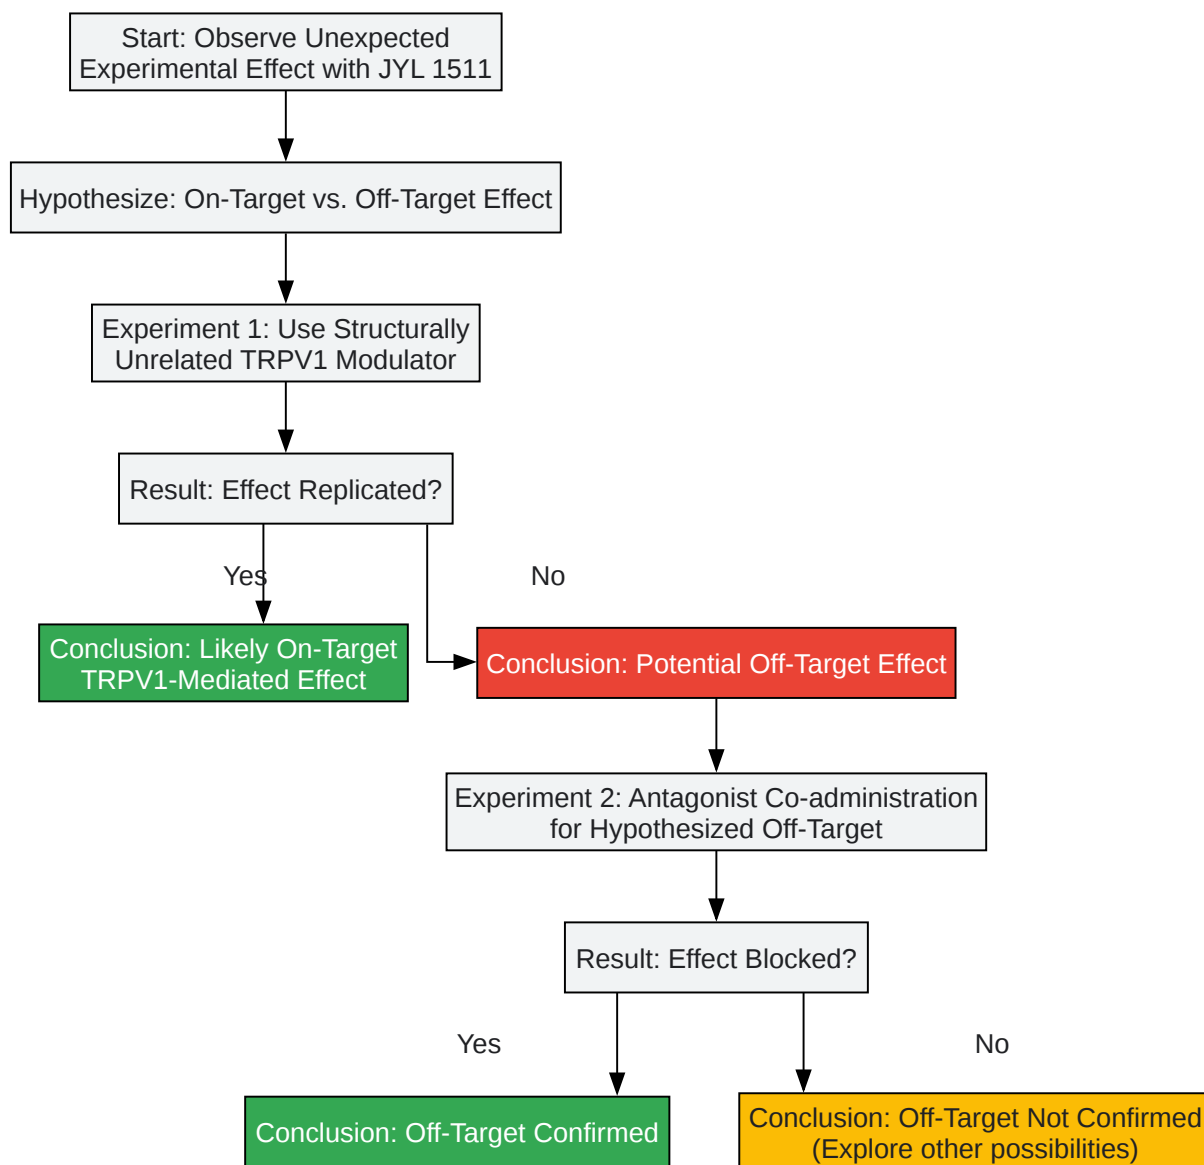 Start: Observe Unexpected
Experimental Effect with JYL 1511
Hypothesize: On-Target vs. Off-Target Effect
Experiment 1: Use Structurally
Unrelated TRPV1 Modulator
Result: Effect Replicated?
Yes
No
Conclusion: Likely On-Target
TRPV1-Mediated Effect
Conclusion: Potential Off-Target Effect
Experiment 2: Antagonist Co-administration
for Hypothesized Off-Target
Result: Effect Blocked?
Yes
No
Conclusion: Off-Target Confirmed
Conclusion: Off-Target Not Confirmed
(Explore other possibilities)